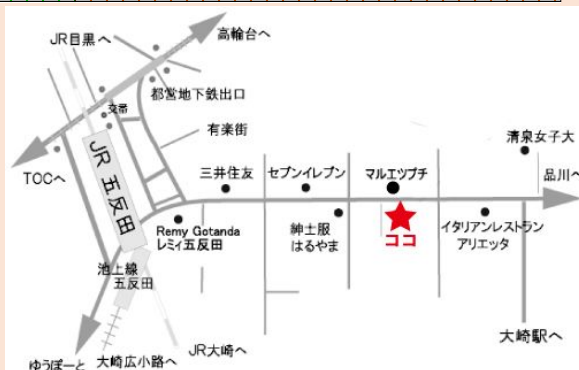 JR目黒へ
高輪台へ
都営地下鉄出口
交番
有楽街
清泉女子大
TOCへ
JR 五反田
三井住友
セブンイレブン
マルエツプチ
品川へ
Remy Gotanda
レミィ五反田
紳士服
はるやま
ココ
イタリアンレストラン
アリエッタ
池上線
五反田
大崎駅へ
JR大崎へ
ゆうぽーと
大崎広小路へ